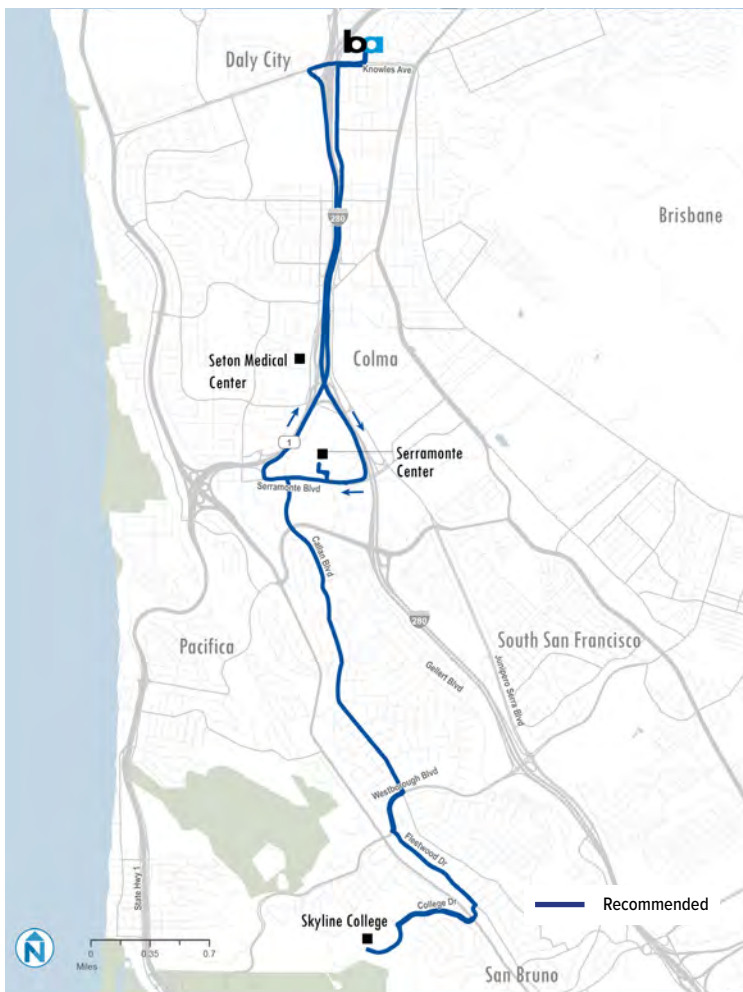 ba
Daly City
Knowles Ave
280
Brisbane
Seton Medical
Center
Colma
1
Serramonte
Center
Serramonte Blvd
Callan Blvd
280
Pacifica
South San Francisco
Gellert Blvd
Junipero Serra Blvd
Westborough Blvd
Fleetwood Dr
College Dr
State Hwy 1
Skyline College
Recommended
N
0 0.35 0.7
Miles
San Bruno